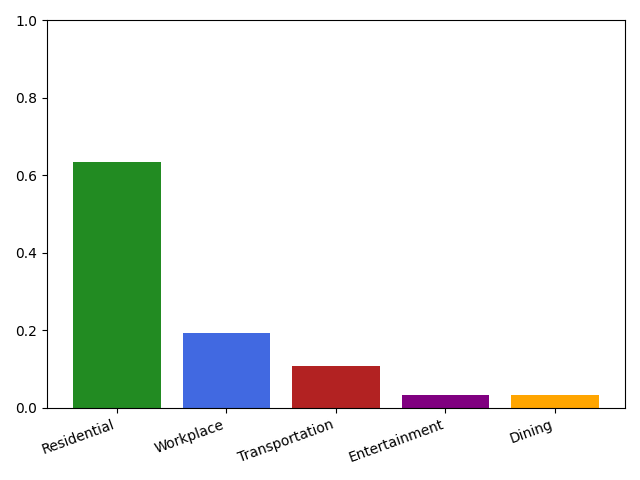 1.0
0.8
0.6
0.4
0.2
0.0
Residential
Workplace
Transportation
Entertainment
Dining